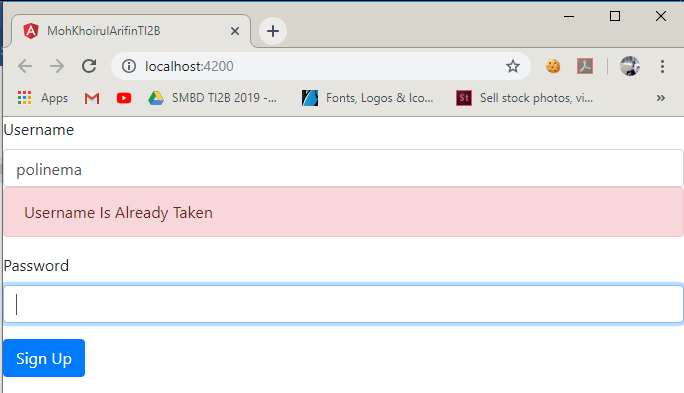 MohKhoirulArifinTI2B
localhost:4200
Apps SMBD TI2B 2019 -... Fonts, Logos & Ico... St Sell stock photos, vi... »
Username
polinema
Username Is Already Taken
Password
Sign Up